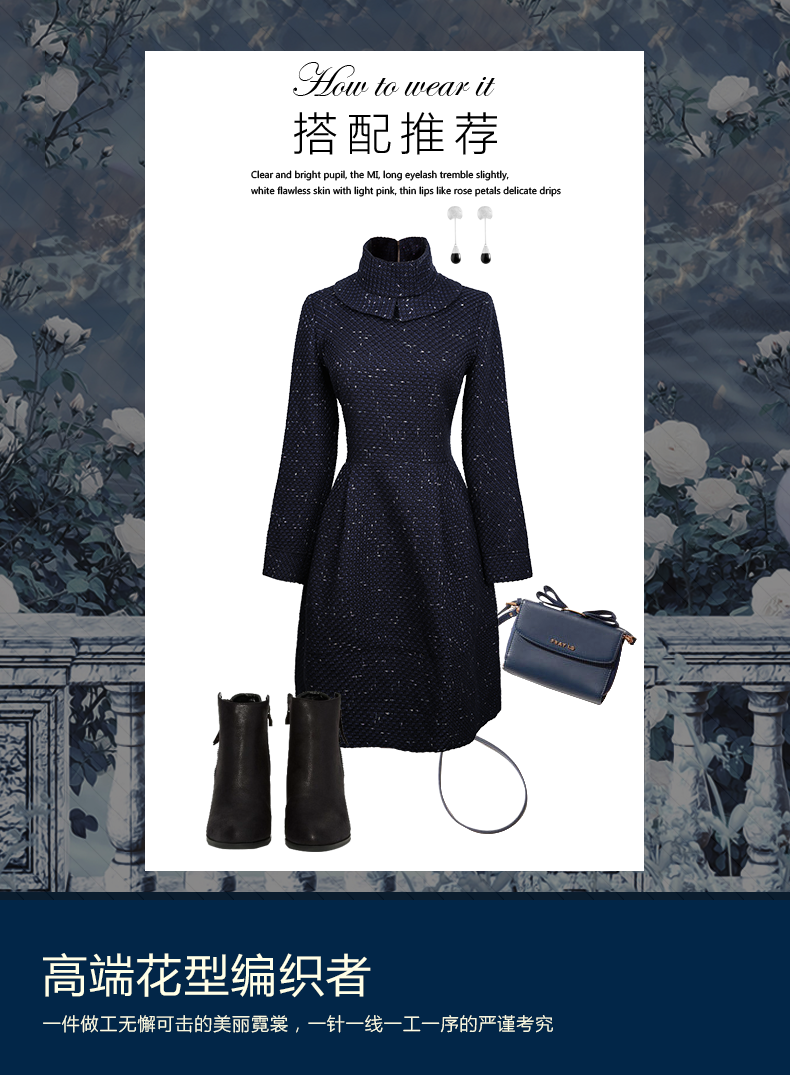 How to wear it
搭配推荐
Clear and bright pupil, the MI, long eyelash tremble slightly,
white flawless skin with light pink, thin lips like rose petals delicate drips
高端花型编织者
一件做工无懈可击的美丽霓裳，一针一线一工一序的严谨考究